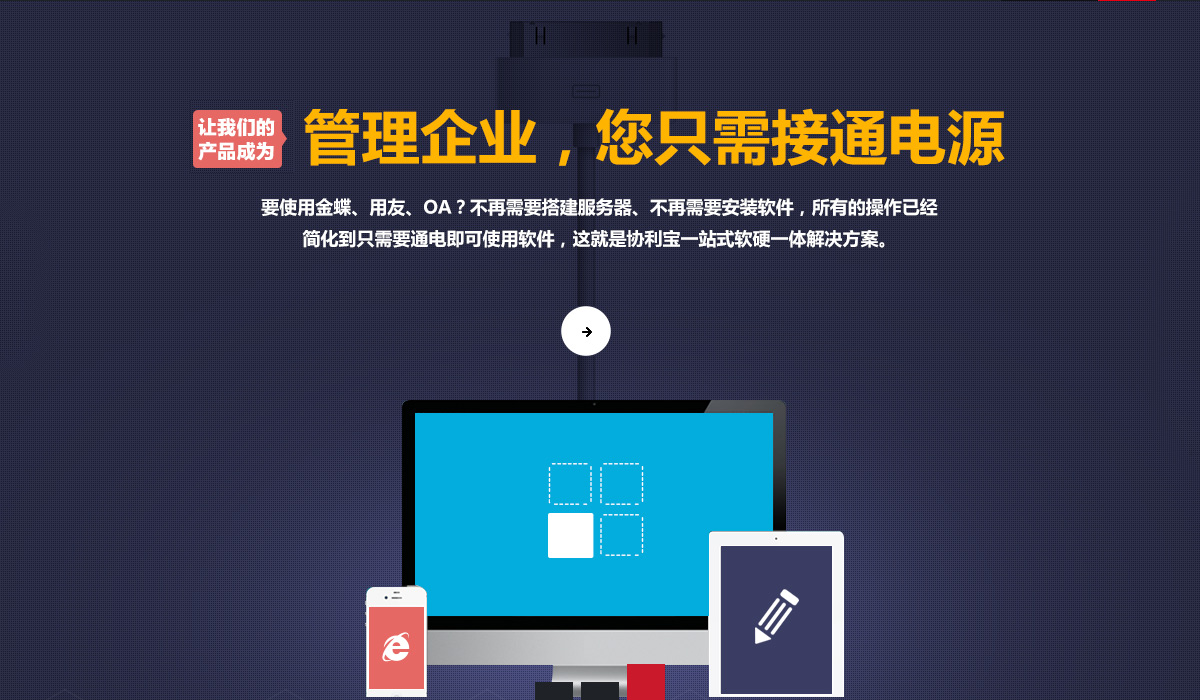 让我们的
产品成为
管理企业，您只需接通电源
要使用金蝶、用友、OA？不再需要搭建服务器、不再需要安装软件，所有的操作已经
简化到只需要通电即可使用软件，这就是协利宝一站式软硬一体解决方案。